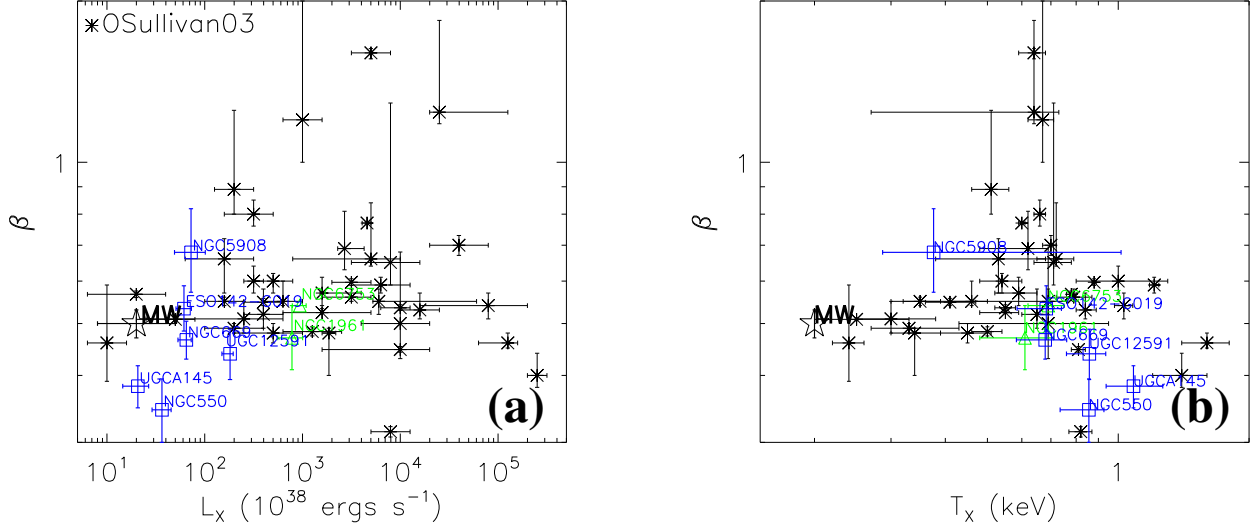 OSullivan03
1
β
NGC5908
ESO142-G019
NGC6753
MW
NGC669
NGC1961
UGC12591
UGCA145
NGC550
(a)
10^1 10^2 10^3 10^4 10^5
L_X (10^38 ergs s^-1)
1
β
NGC5908
NGC6753
ESO142-G019
MW
NGC1961
NGC669
UGC12591
UGCA145
NGC550
(b)
1
T_X (keV)